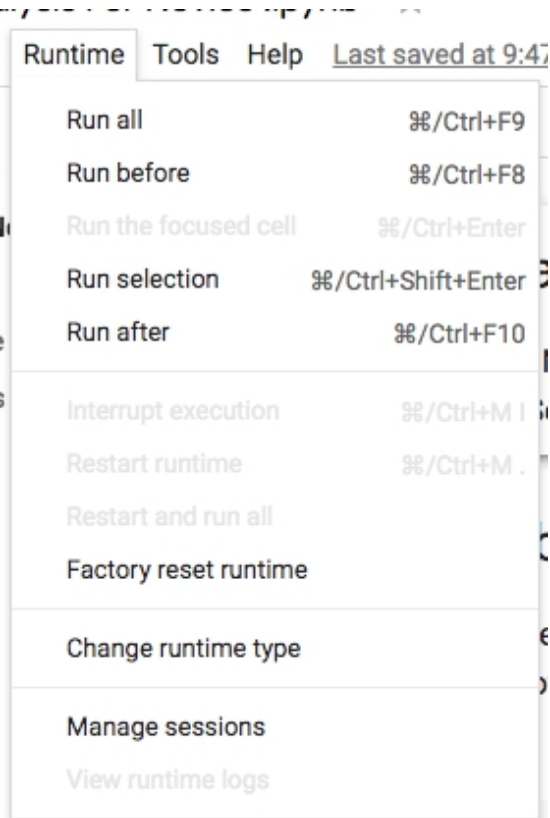 Runtime Tools Help Last saved at 9:47
Run all ⌘/Ctrl+F9
Run before ⌘/Ctrl+F8
Run the focused cell ⌘/Ctrl+Enter
Run selection ⌘/Ctrl+Shift+Enter
Run after ⌘/Ctrl+F10
Interrupt execution ⌘/Ctrl+M I
Restart runtime ⌘/Ctrl+M .
Restart and run all
Factory reset runtime
Change runtime type
Manage sessions
View runtime logs